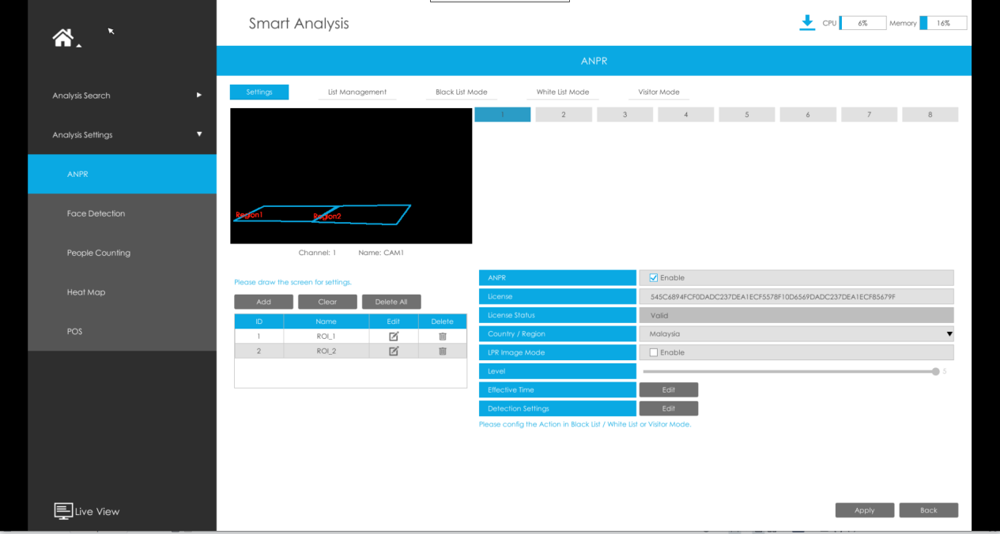 Smart Analysis
CPU 6% Memory 16%
ANPR
Settings List Management Black List Mode White List Mode Visitor Mode
1 2 3 4 5 6 7 8
Analysis Search
Analysis Settings
ANPR
Face Detection
People Counting
Heat Map
POS
Live View
Region1 Region2
Channel: 1 Name: CAM1
Please draw the screen for settings.
Add Clear Delete All
ID Name Edit Delete
1 ROI_1
2 ROI_2
ANPR Enable
License 545C6894FCF0DADC237DEA1ECF5578F10D6569DADC237DEA1ECF85679F
License Status Valid
Country / Region Malaysia
LPR Image Mode Enable
Level 5
Effective Time Edit
Detection Settings Edit
Please config the Action in Black List / White List or Visitor Mode.
Apply Back